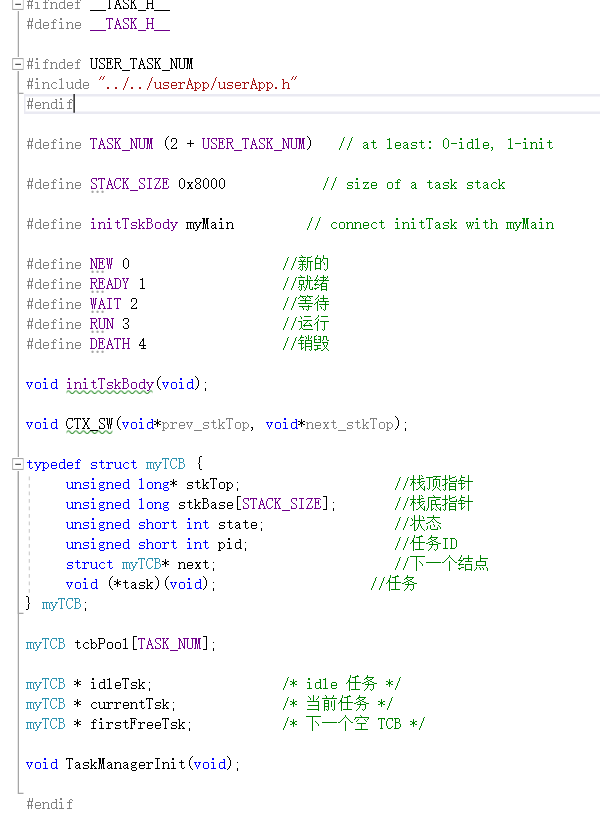 #ifndef __TASK_H__
#define __TASK_H__
#ifndef USER_TASK_NUM
#include "../../userApp/userApp.h"
#endif
#define TASK_NUM (2 + USER_TASK_NUM)   // at least: 0-idle, 1-init
#define STACK_SIZE 0x8000            // size of a task stack
#define initTskBody myMain         // connect initTask with myMain
#define NEW 0                   //新的
#define READY 1                 //就绪
#define WAIT 2                  //等待
#define RUN 3                   //运行
#define DEATH 4                 //销毁
void initTskBody(void);
void CTX_SW(void*prev_stkTop, void*next_stkTop);
typedef struct myTCB {
unsigned long* stkTop;                   //栈顶指针
unsigned long stkBase[STACK_SIZE];       //栈底指针
unsigned short int state;                //状态
unsigned short int pid;                  //任务ID
struct myTCB* next;                      //下一个结点
void (*task)(void);                   //任务
} myTCB;
myTCB tcbPool[TASK_NUM];
myTCB * idleTsk;                /* idle 任务 */
myTCB * currentTsk;             /* 当前任务 */
myTCB * firstFreeTsk;           /* 下一个空 TCB */
void TaskManagerInit(void);
#endif